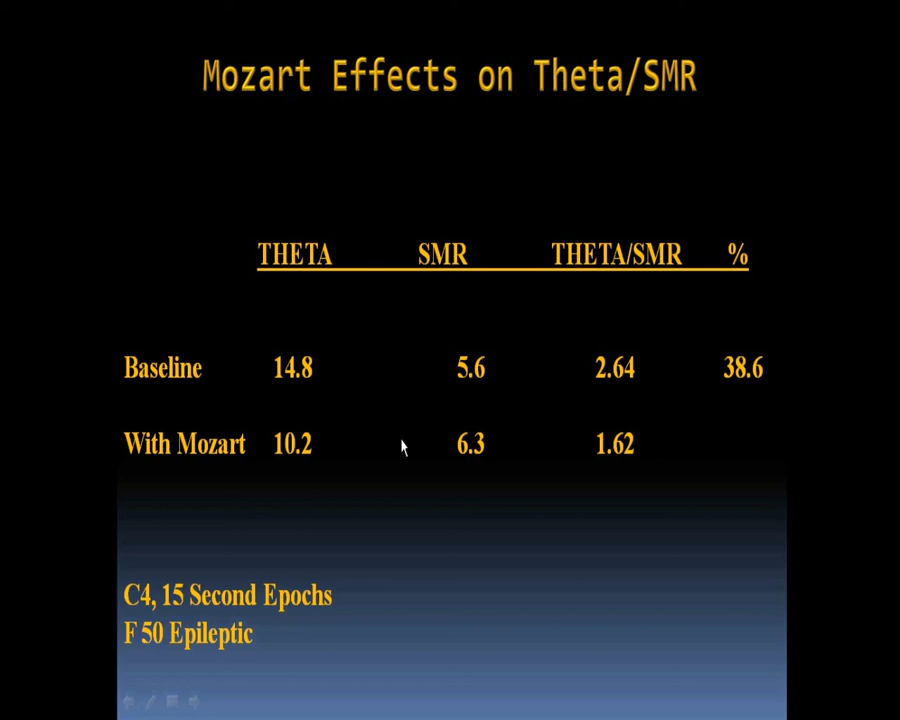 Mozart Effects on Theta/SMR
THETA SMR THETA/SMR %
Baseline 14.8 5.6 2.64 38.6
With Mozart 10.2 6.3 1.62
C4, 15 Second Epochs
F 50 Epileptic